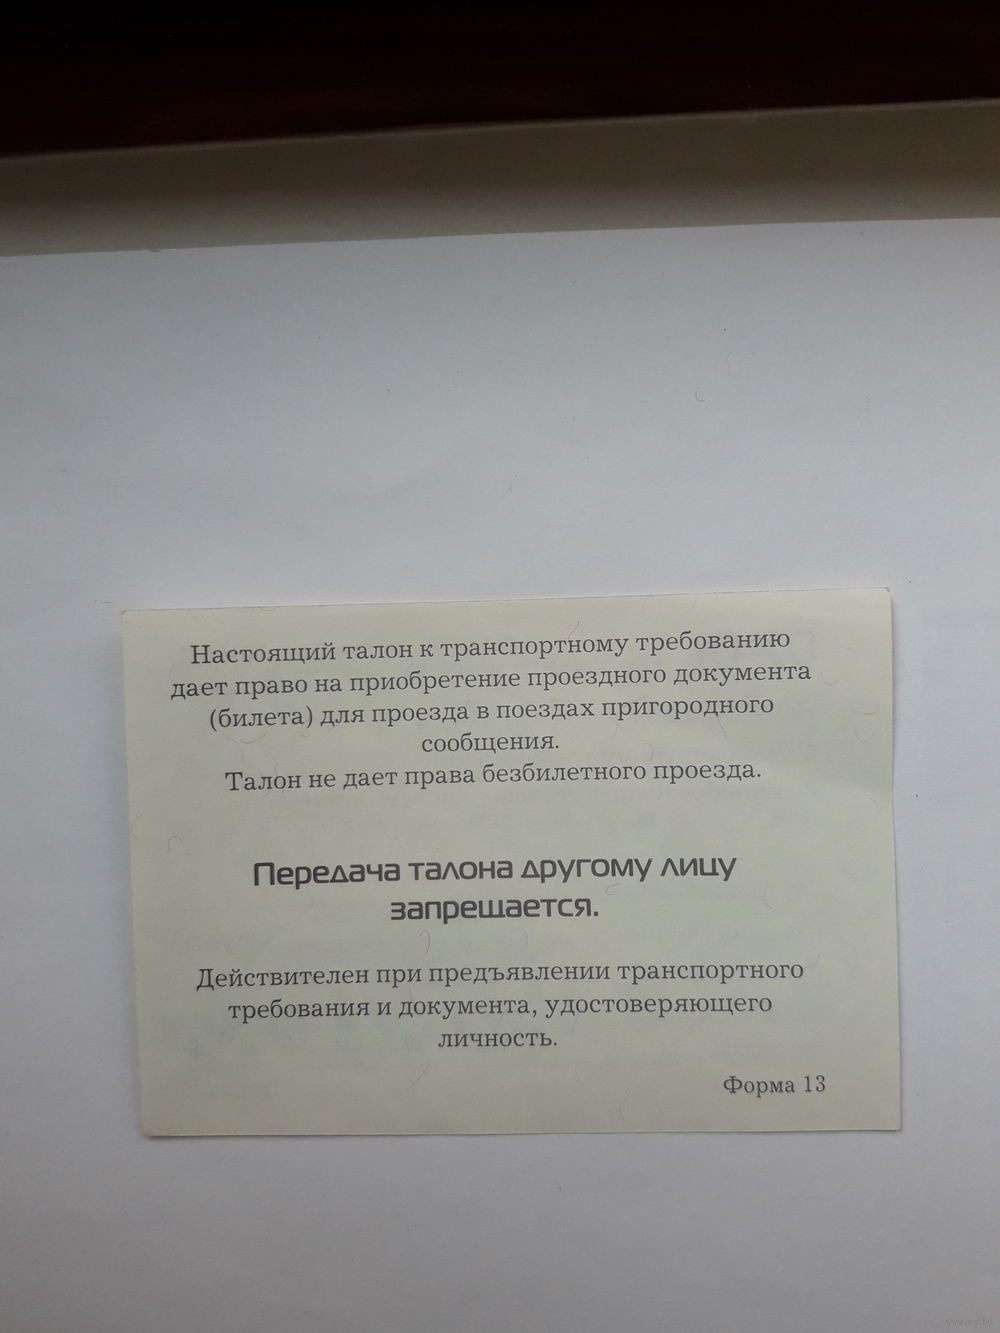 Настоящий талон к транспортному требованию
дает право на приобретение проездного документа
(билета) для проезда в поездах пригородного
сообщения.
Талон не дает права безбилетного проезда.
Передача талона другому лицу
запрещается.
Действителен при предъявлении транспортного
требования и документа, удостоверяющего
личность.
Форма 13